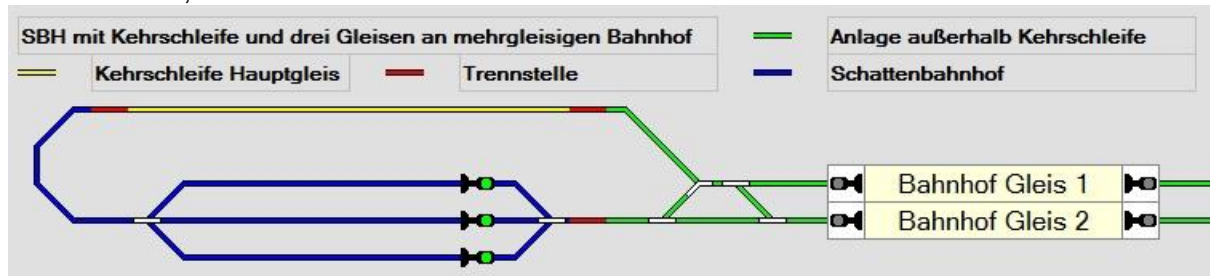 SBH mit Kehrschleife und drei Gleisen an mehrgleisigen Bahnhof
Anlage außerhalb Kehrschleife
Kehrschleife Hauptgleis
Trennstelle
Schattenbahnhof
Bahnhof Gleis 1
Bahnhof Gleis 2